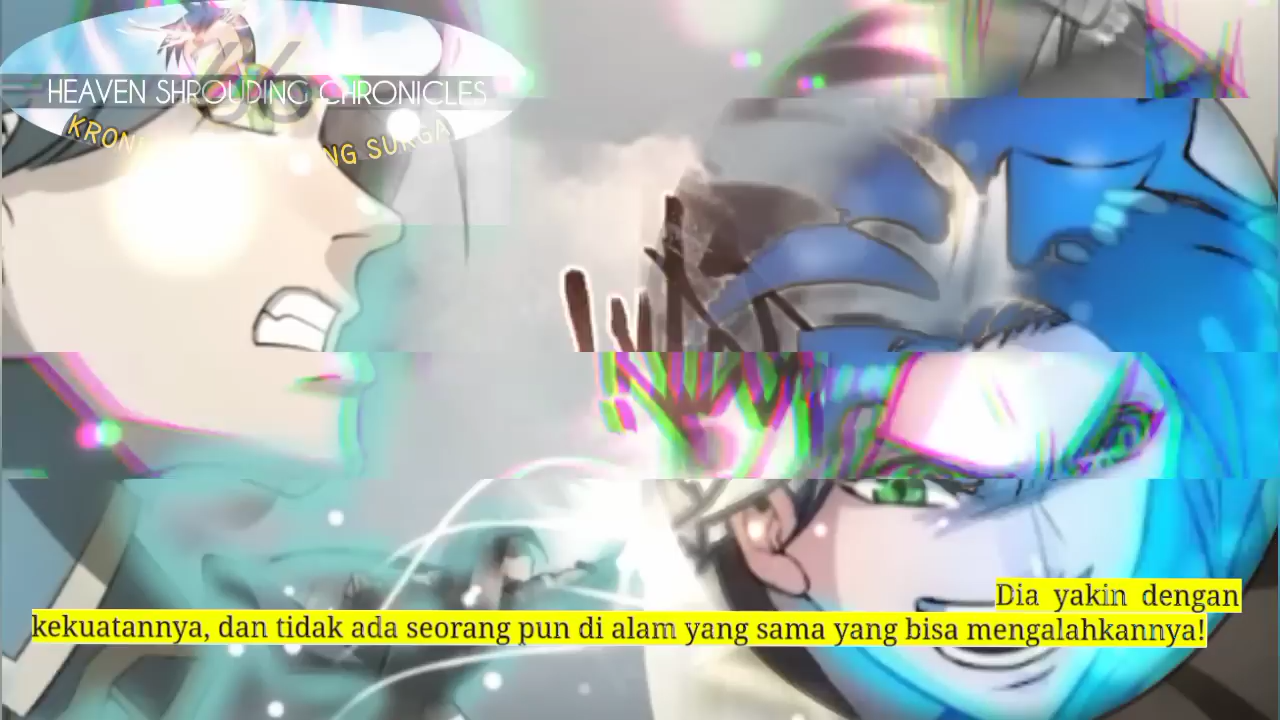 HEAVEN SHROUDING CHRONICLES
SURGA
Dia yakin dengan
kekuatannya, dan tidak ada seorang pun di alam yang sama yang bisa mengalahkannya!